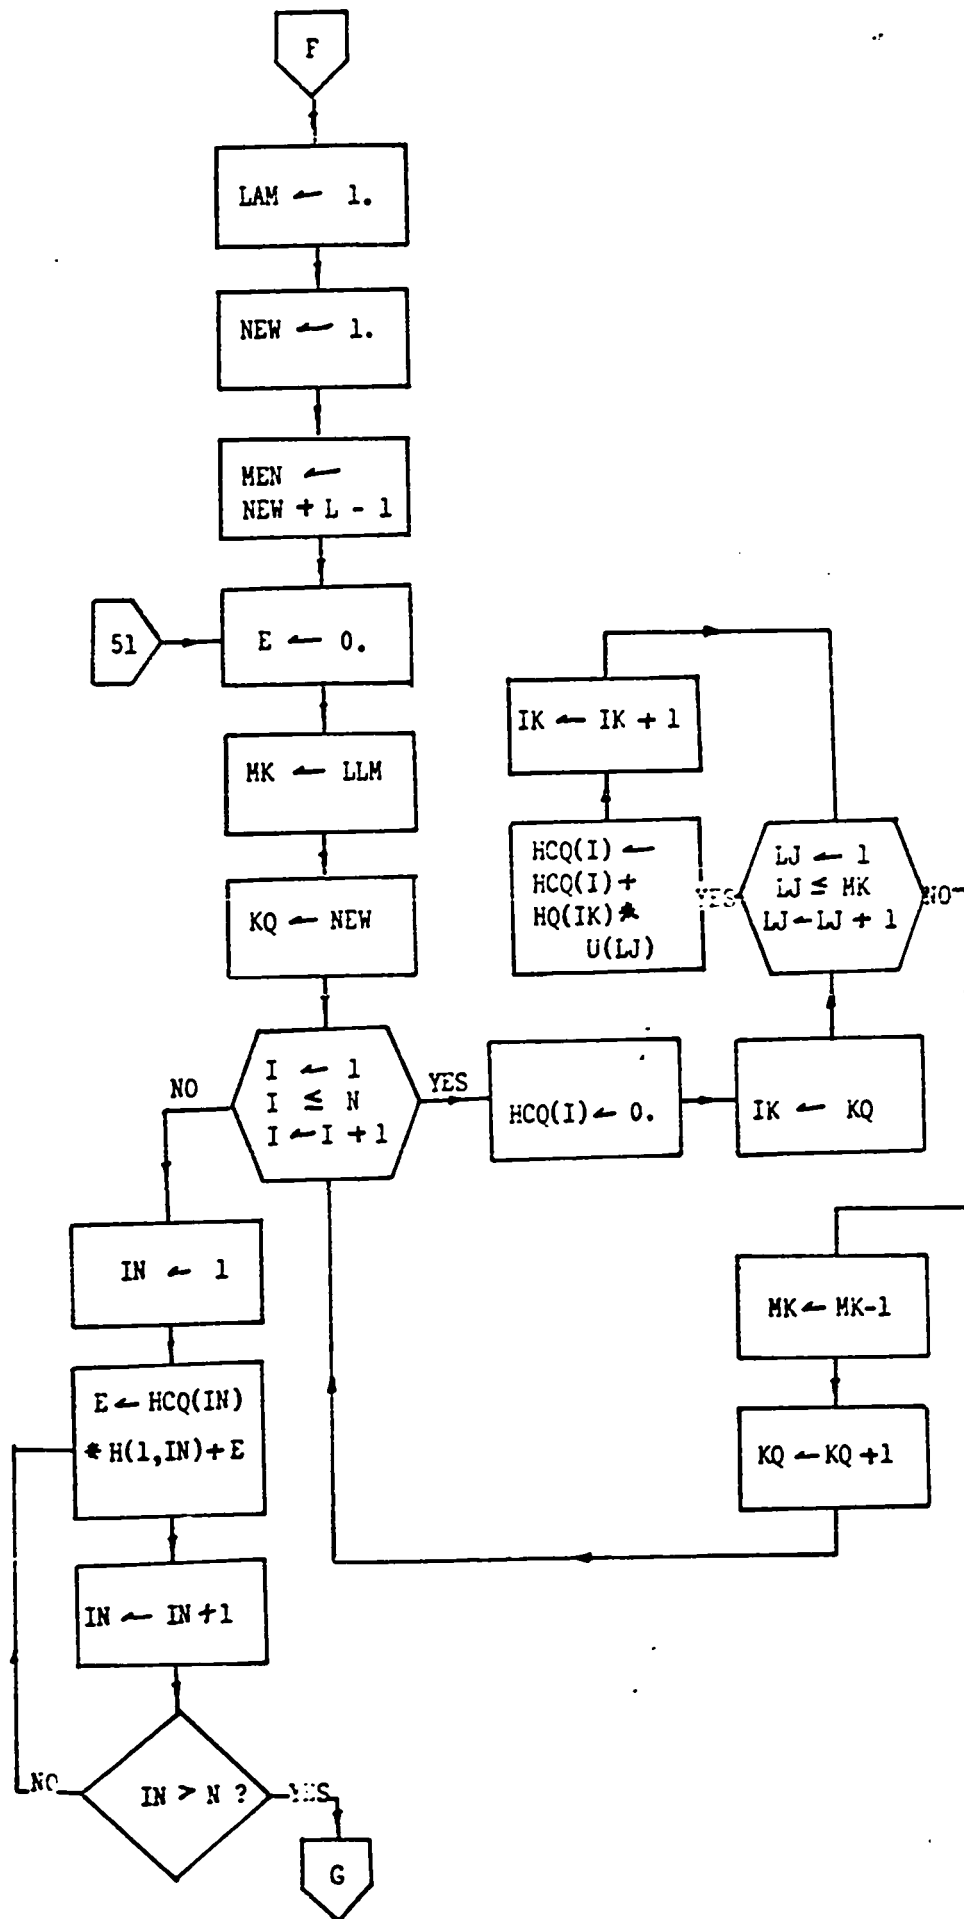 F
LAM ← 1.
NEW ← 1.
MEN ←
NEW + L - 1
51
E ← 0.
MK ← LLM
KQ ← NEW
I ← 1
I ≤ N
I ← I + 1
NO
YES
HCQ(I) ← 0.
IK ← KQ
LJ ← 1
LJ ≤ MK
LJ ← LJ + 1
YES
NO
HCQ(I) ←
HCQ(I) +
HQ(IK) *
U(LJ)
IK ← IK + 1
MK ← MK-1
KQ ← KQ +1
IN ← 1
E ← HCQ(IN)
* H(1,IN) + E
IN ← IN +1
IN > N ?
NO
YES
G